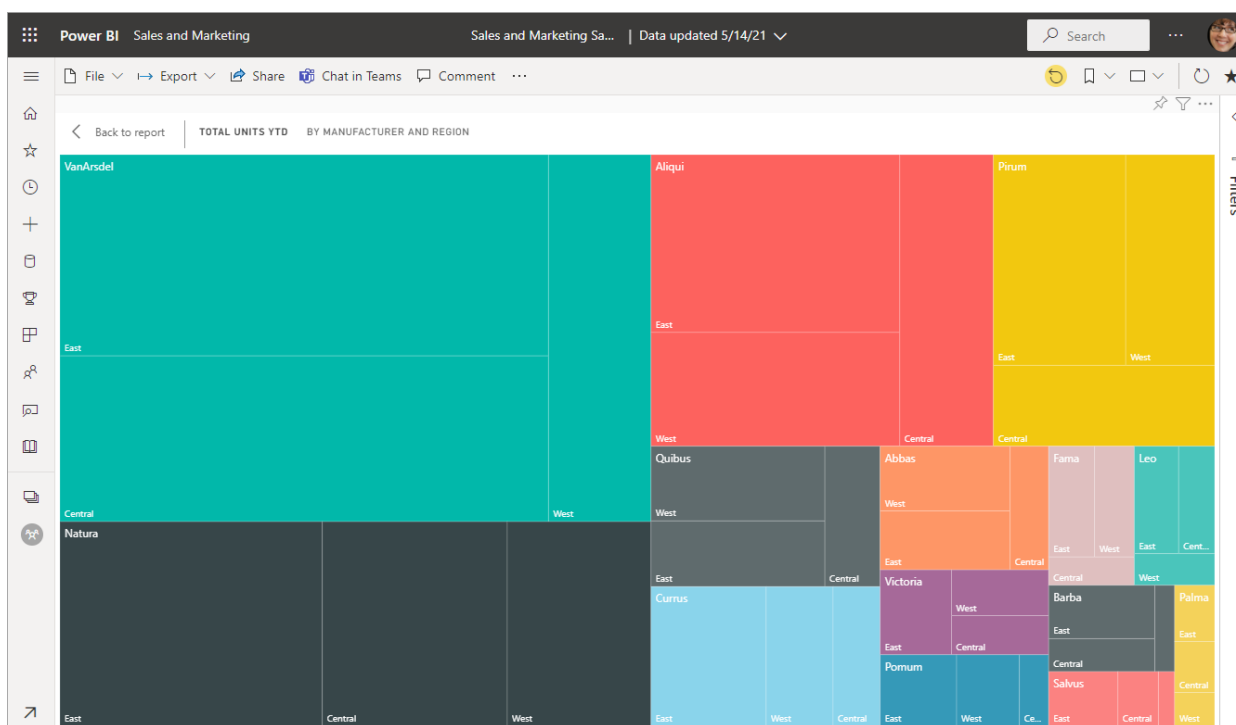 Power BI Sales and Marketing Sales and Marketing Sa... | Data updated 5/14/21 Search ...
File Export Share Chat in Teams Comment ...
Back to report TOTAL UNITS YTD BY MANUFACTURER AND REGION
Filters
VanArsdel
East
Central
West
Aliqui
East
West
Central
Pirum
East
West
Central
Natura
East
Central
West
Quibus
West
East
Central
Currus
East
West
Central
Abbas
West
East
Central
Victoria
East
West
Central
Pomum
East
West
Ce...
Fama
East
West
Central
Leo
East
Cent...
West
Barba
East
Central
Salvus
East
Central
Palma
East
Central
West